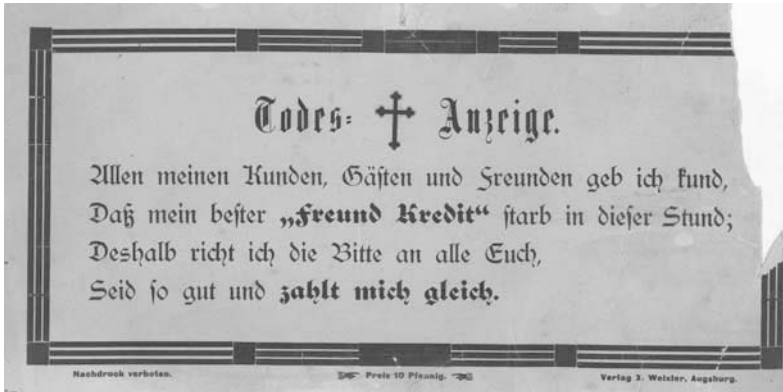 Todes- ✝ Anzeige.
Allen meinen Kunden, Gästen und Freunden geb ich kund,
Daß mein bester „Freund Kredit“ starb in dieser Stund;
Deshalb richt ich die Bitte an alle Euch,
Seid so gut und zahlt mich gleich.
Nachdruck verboten. Preis 10 Pfennig. Verlag J. Weixler, Augsburg.